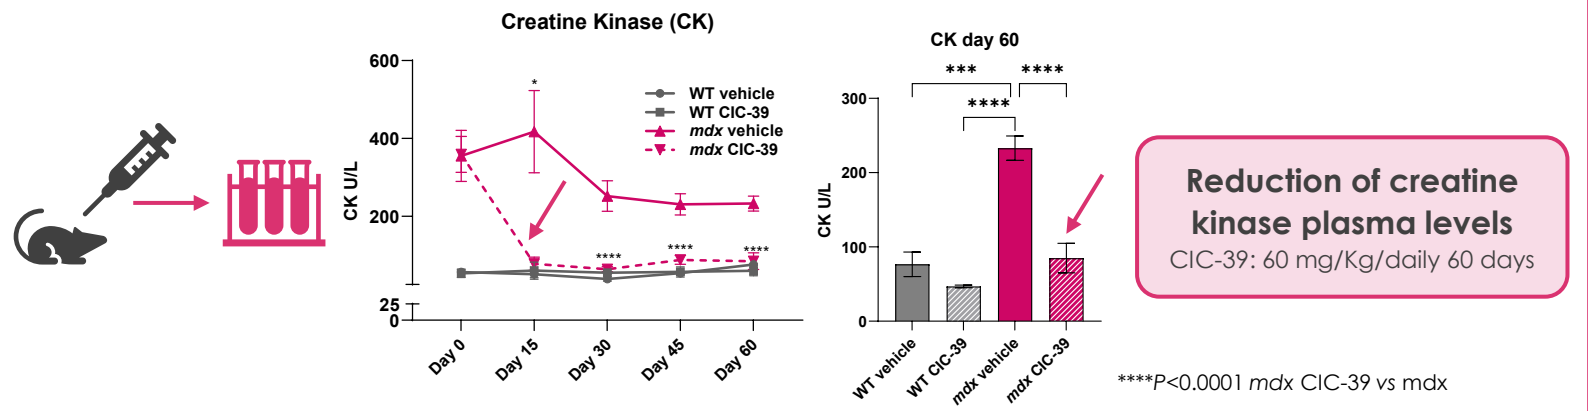 Creatine Kinase (CK)
600
400
200
25
0
CK U/L
*
****
****
****
WT vehicle
WT CIC-39
mdx vehicle
mdx CIC-39
Day 0
Day 15
Day 30
Day 45
Day 60
CK day 60
***
****
****
300
200
100
0
CK U/L
WT vehicle
WT CIC-39
mdx vehicle
mdx CIC-39
Reduction of creatine
kinase plasma levels
CIC-39: 60 mg/Kg/daily 60 days
****P<0.0001 mdx CIC-39 vs mdx